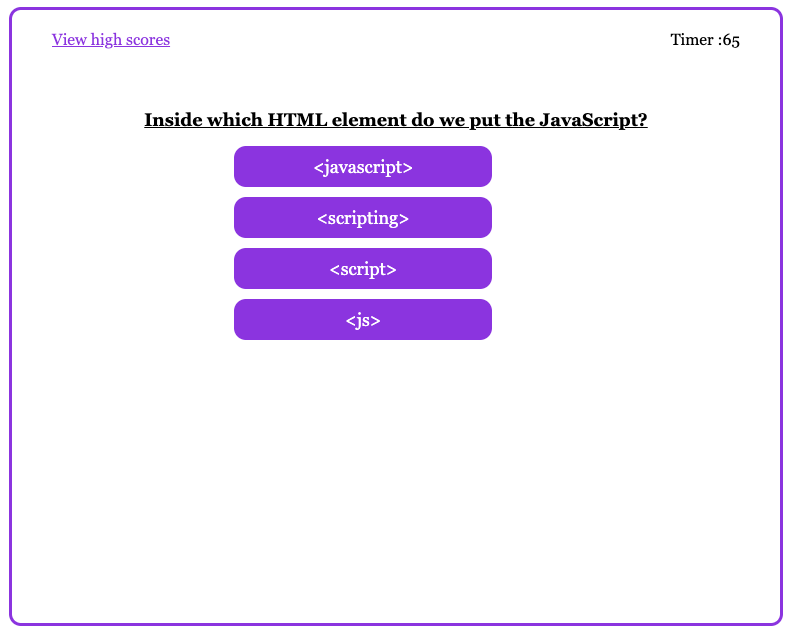 View high scores
Timer :65
Inside which HTML element do we put the JavaScript?
<javascript>
<scripting>
<script>
<js>